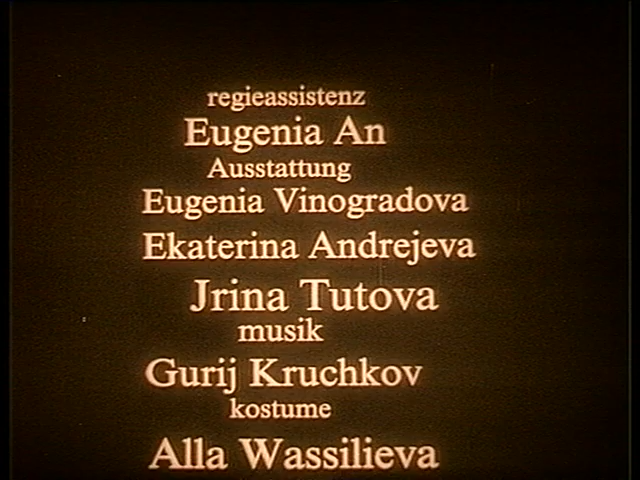 regieassistenz
Eugenia An
Ausstattung
Eugenia Vinogradova
Ekaterina Andrejeva
Jrina Tutova
musik
Gurij Kruchkov
kostume
Alla Wassilieva